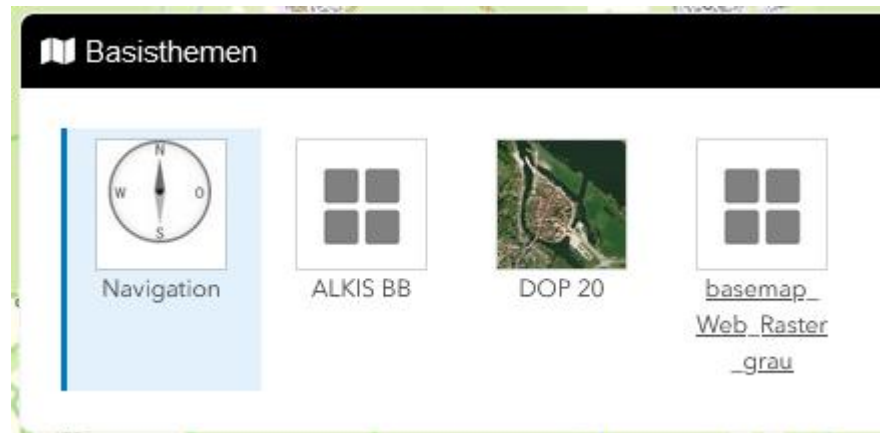 Basisthemen
N
W O
S
Navigation
ALKIS BB
DOP 20
basemap_
Web_Raster
_grau